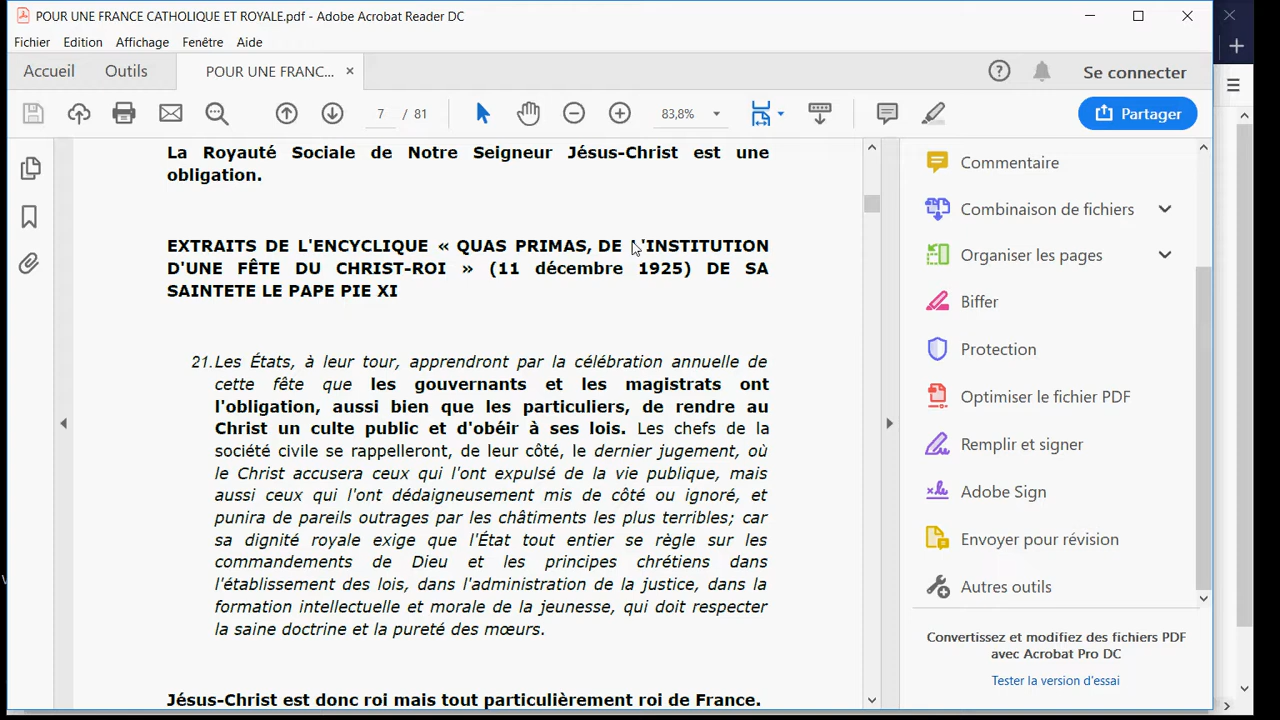 POUR UNE FRANCE CATHOLIQUE ET ROYALE.pdf - Adobe Acrobat Reader DC
Fichier Edition Affichage Fenêtre Aide
Accueil Outils POUR UNE FRANC... × Se connecter
7 / 81 83,8% Partager
La Royauté Sociale de Notre Seigneur Jésus-Christ est une
obligation.
EXTRAITS DE L'ENCYCLIQUE « QUAS PRIMAS, DE L'INSTITUTION
D'UNE FÊTE DU CHRIST-ROI » (11 décembre 1925) DE SA
SAINTETE LE PAPE PIE XI
21. Les États, à leur tour, apprendront par la célébration annuelle de
cette fête que les gouvernants et les magistrats ont
l'obligation, aussi bien que les particuliers, de rendre au
Christ un culte public et d'obéir à ses lois. Les chefs de la
société civile se rappelleront, de leur côté, le dernier jugement, où
le Christ accusera ceux qui l'ont expulsé de la vie publique, mais
aussi ceux qui l'ont dédaigneusement mis de côté ou ignoré, et
punira de pareils outrages par les châtiments les plus terribles; car
sa dignité royale exige que l'État tout entier se règle sur les
commandements de Dieu et les principes chrétiens dans
l'établissement des lois, dans l'administration de la justice, dans la
formation intellectuelle et morale de la jeunesse, qui doit respecter
la saine doctrine et la pureté des mœurs.
Jésus-Christ est donc roi mais tout particulièrement roi de France.
Commentaire
Combinaison de fichiers
Organiser les pages
Biffer
Protection
Optimiser le fichier PDF
Remplir et signer
Adobe Sign
Envoyer pour révision
Autres outils
Convertissez et modifiez des fichiers PDF
avec Acrobat Pro DC
Tester la version d'essai